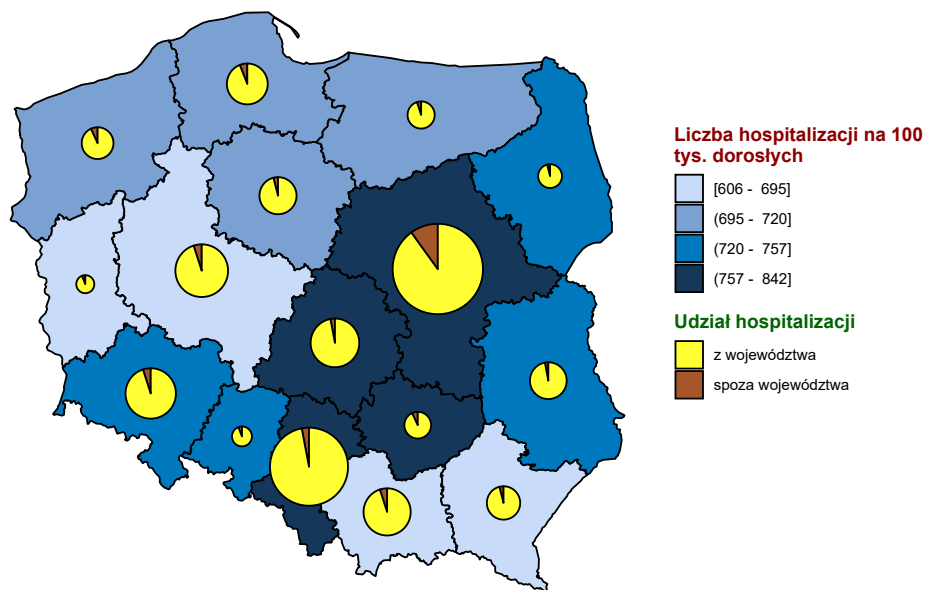 Liczba hospitalizacji na 100
tys. dorosłych
[606 - 695]
(695 - 720]
(720 - 757]
(757 - 842]
Udział hospitalizacji
z województwa
spoza województwa